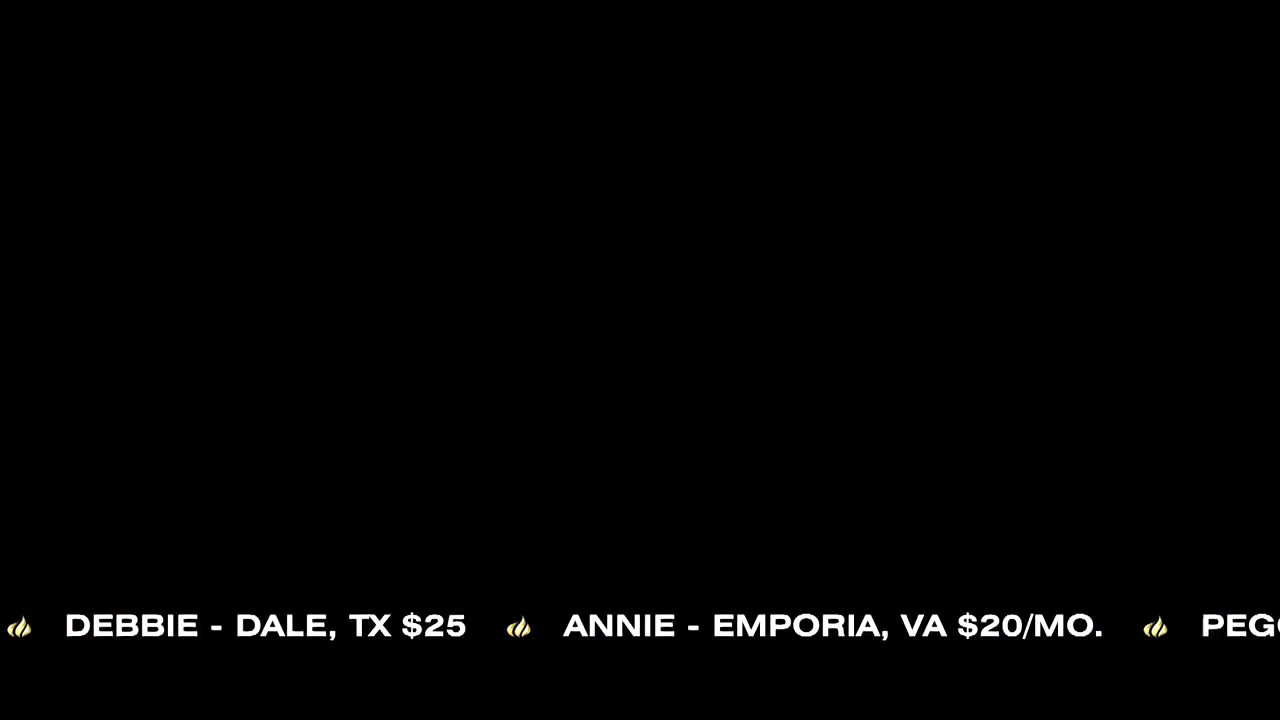 DEBBIE - DALE, TX $25 ANNIE - EMPORIA, VA $20/MO.